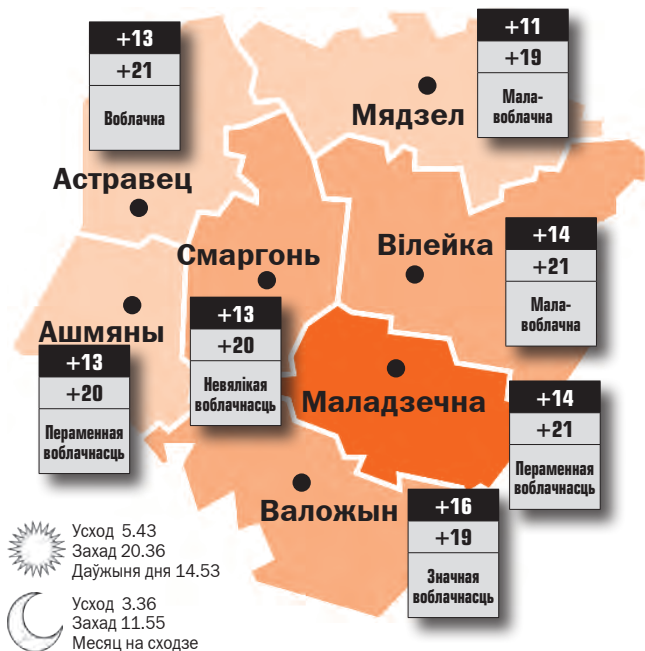 +13
+21
Воблачна
+11
+19
Мала-
воблачна
Мядзел
Астравец
Смаргонь
Вілейка
+14
+21
Мала-
воблачна
Ашмяны
+13
+20
Пераменная
воблачнасць
+13
+20
Невялікая
воблачнасць
Маладзечна
+14
+21
Пераменная
воблачнасць
Валожын
+16
+19
Значная
воблачнасць
Усход 5.43
Захад 20.36
Даўжыня дня 14.53
Усход 3.36
Захад 11.55
Месяц на сходзе